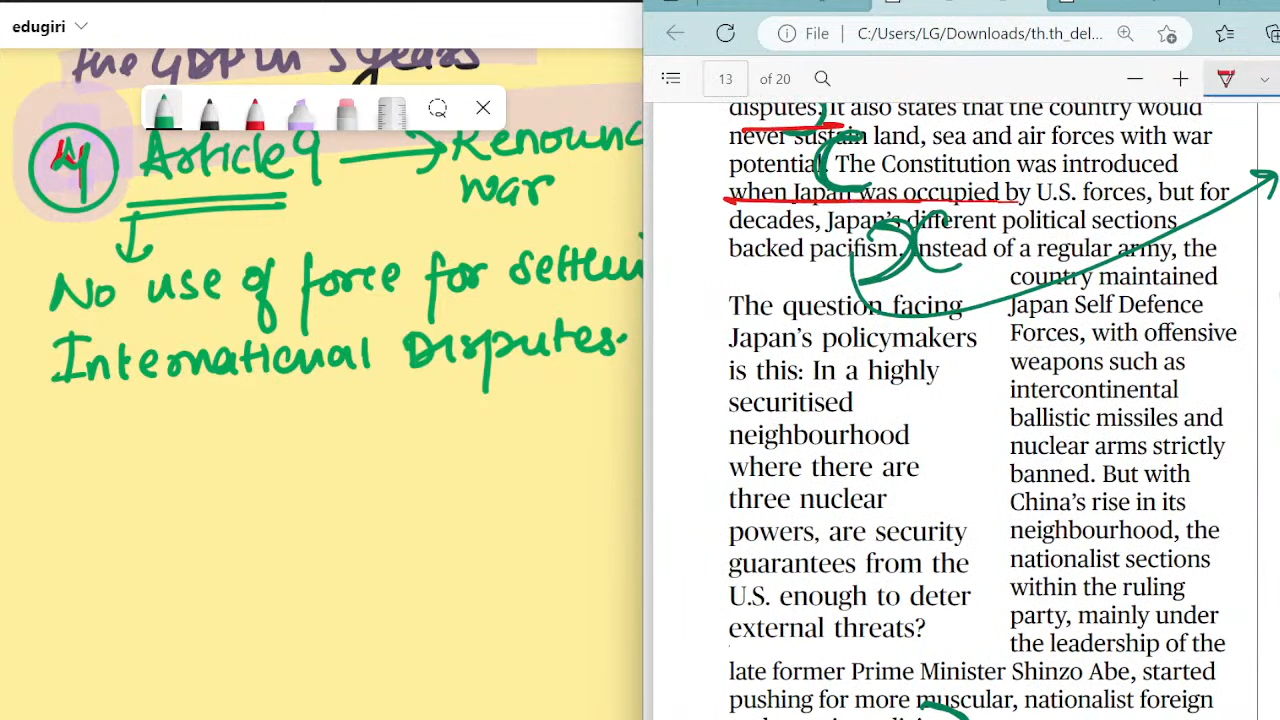 edugiri
the GDP in 5 years
4 Article 9 → Renounc
war
No use of force for settlin
International Disputes.
File C:/Users/LG/Downloads/th.th_del...
13 of 20
disputes. It also states that the country would
never sustain land, sea and air forces with war
potential. The Constitution was introduced
when Japan was occupied by U.S. forces, but for
decades, Japan’s different political sections
backed pacifism. Instead of a regular army, the
The question facing
Japan’s policymakers
is this: In a highly
securitised
neighbourhood
where there are
three nuclear
powers, are security
guarantees from the
U.S. enough to deter
external threats?
country maintained
Japan Self Defence
Forces, with offensive
weapons such as
intercontinental
ballistic missiles and
nuclear arms strictly
banned. But with
China’s rise in its
neighbourhood, the
nationalist sections
within the ruling
party, mainly under
the leadership of the
late former Prime Minister Shinzo Abe, started
pushing for more muscular, nationalist foreign